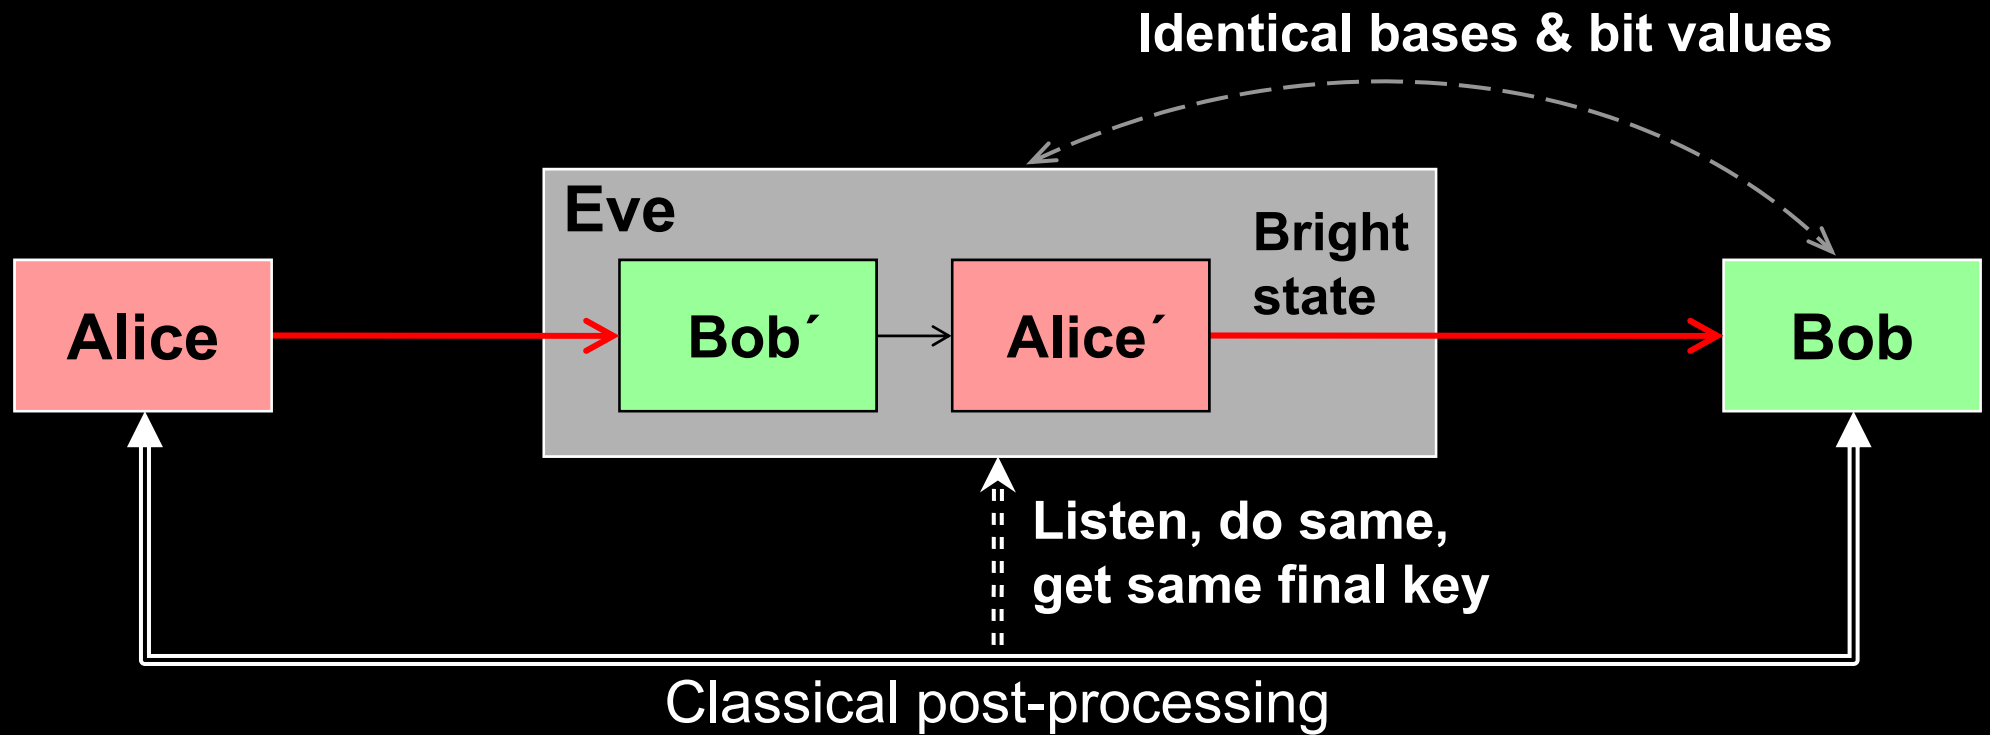 Identical bases & bit values
Eve
Bright
state
Alice
Bob´
Alice´
Bob
Listen, do same,
get same final key
Classical post-processing